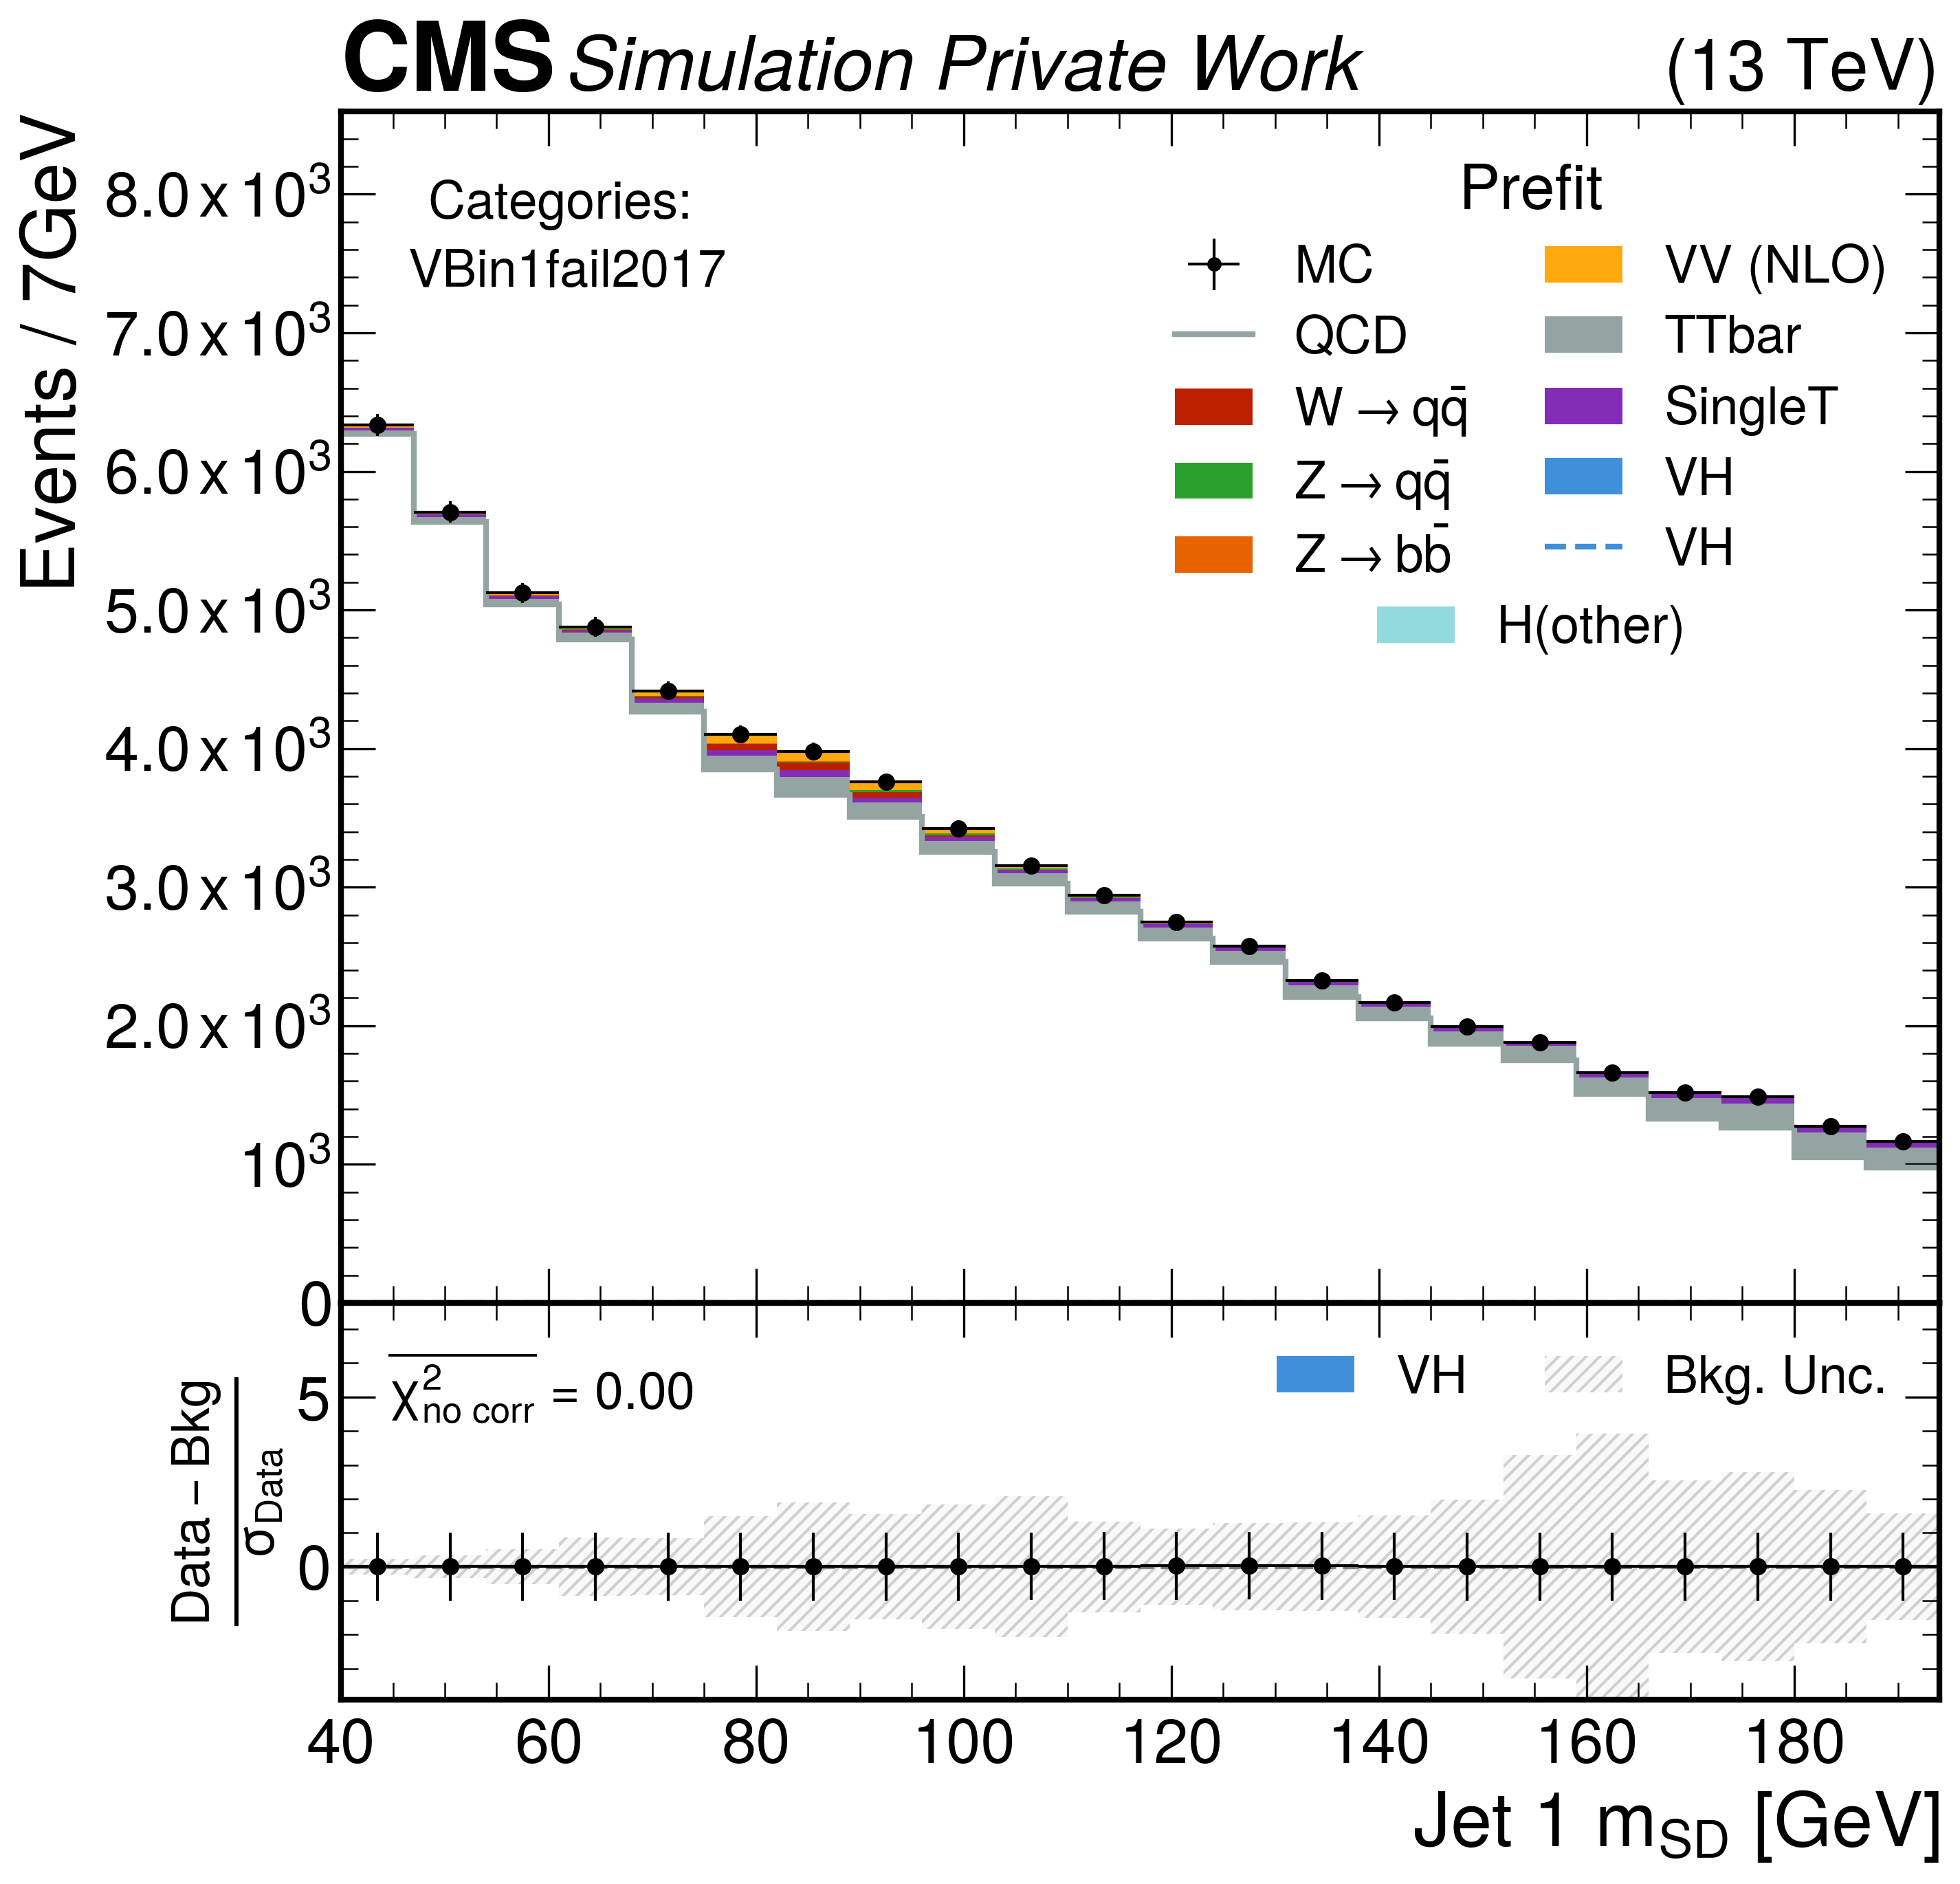 CMS Simulation Private Work (13 TeV)
Events / 7GeV
8.0 x 10³
7.0 x 10³
6.0 x 10³
5.0 x 10³
4.0 x 10³
3.0 x 10³
2.0 x 10³
10³
0
Categories:
VBin1fail2017
Prefit
MC
QCD
W → qq̄
Z → qq̄
Z → bb̄
VV (NLO)
TTbar
SingleT
VH
VH
H(other)
Data – Bkg
σ_Data
5
0
χ²_no corr = 0.00
VH
Bkg. Unc.
40 60 80 100 120 140 160 180
Jet 1 m_SD [GeV]